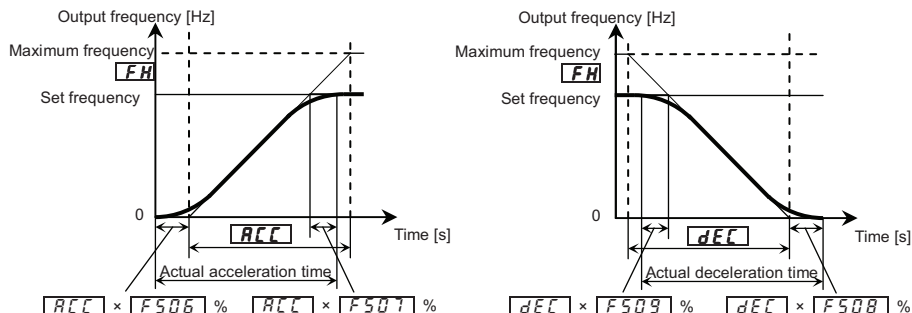 Output frequency [Hz]
Maximum frequency
FH
Set frequency
0
Time [s]
ACC
Actual acceleration time
ACC × F506 %
ACC × F507 %
Output frequency [Hz]
Maximum frequency
FH
Set frequency
0
Time [s]
dEC
Actual deceleration time
dEC × F509 %
dEC × F508 %